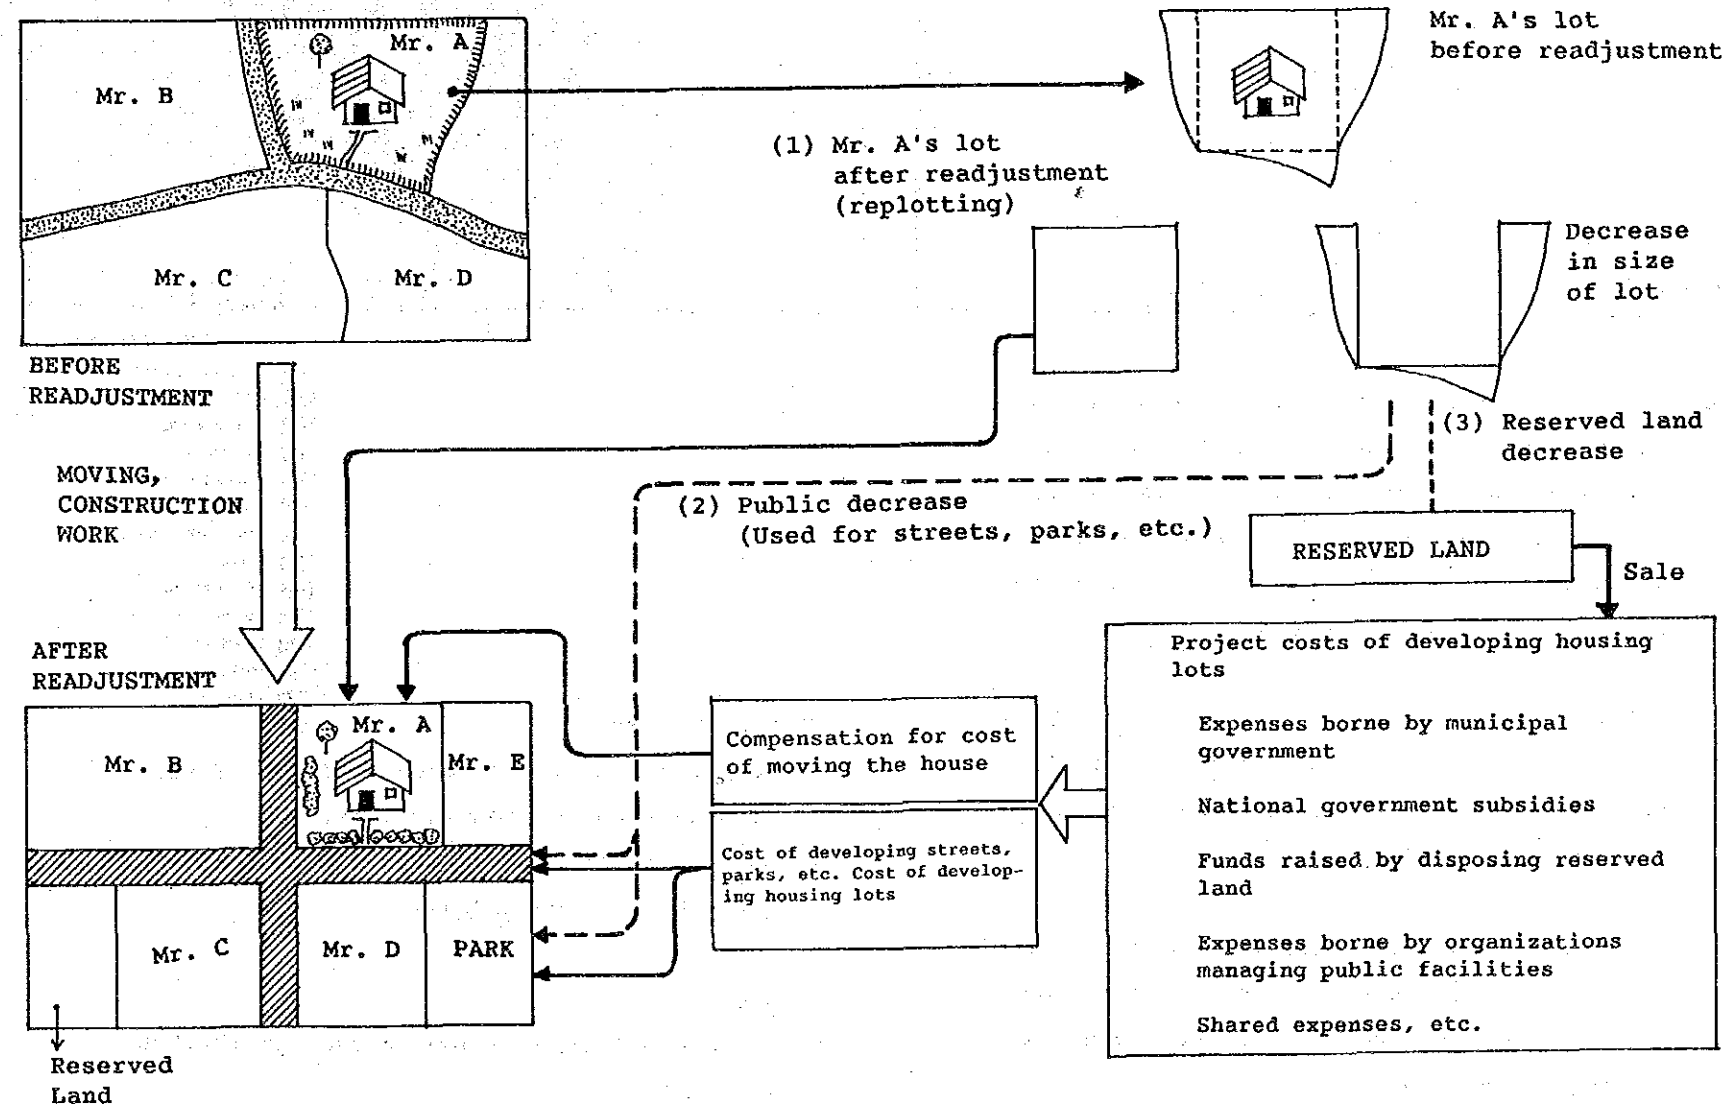 Mr. A
Mr. B
Mr. C
Mr. D
BEFORE
READJUSTMENT
Mr. A's lot
before readjustment
(1) Mr. A's lot
after readjustment
(replotting)
Decrease
in size
of lot
(3) Reserved land
decrease
MOVING,
CONSTRUCTION
WORK
(2) Public decrease
(Used for streets, parks, etc.)
RESERVED LAND
Sale
AFTER
READJUSTMENT
Mr. A
Mr. B
Mr. E
Mr. C
Mr. D
PARK
Reserved
Land
Compensation for cost
of moving the house
Cost of developing streets,
parks, etc. Cost of develop-
ing housing lots
Project costs of developing housing
lots
Expenses borne by municipal
government
National government subsidies
Funds raised by disposing reserved
land
Expenses borne by organizations
managing public facilities
Shared expenses, etc.